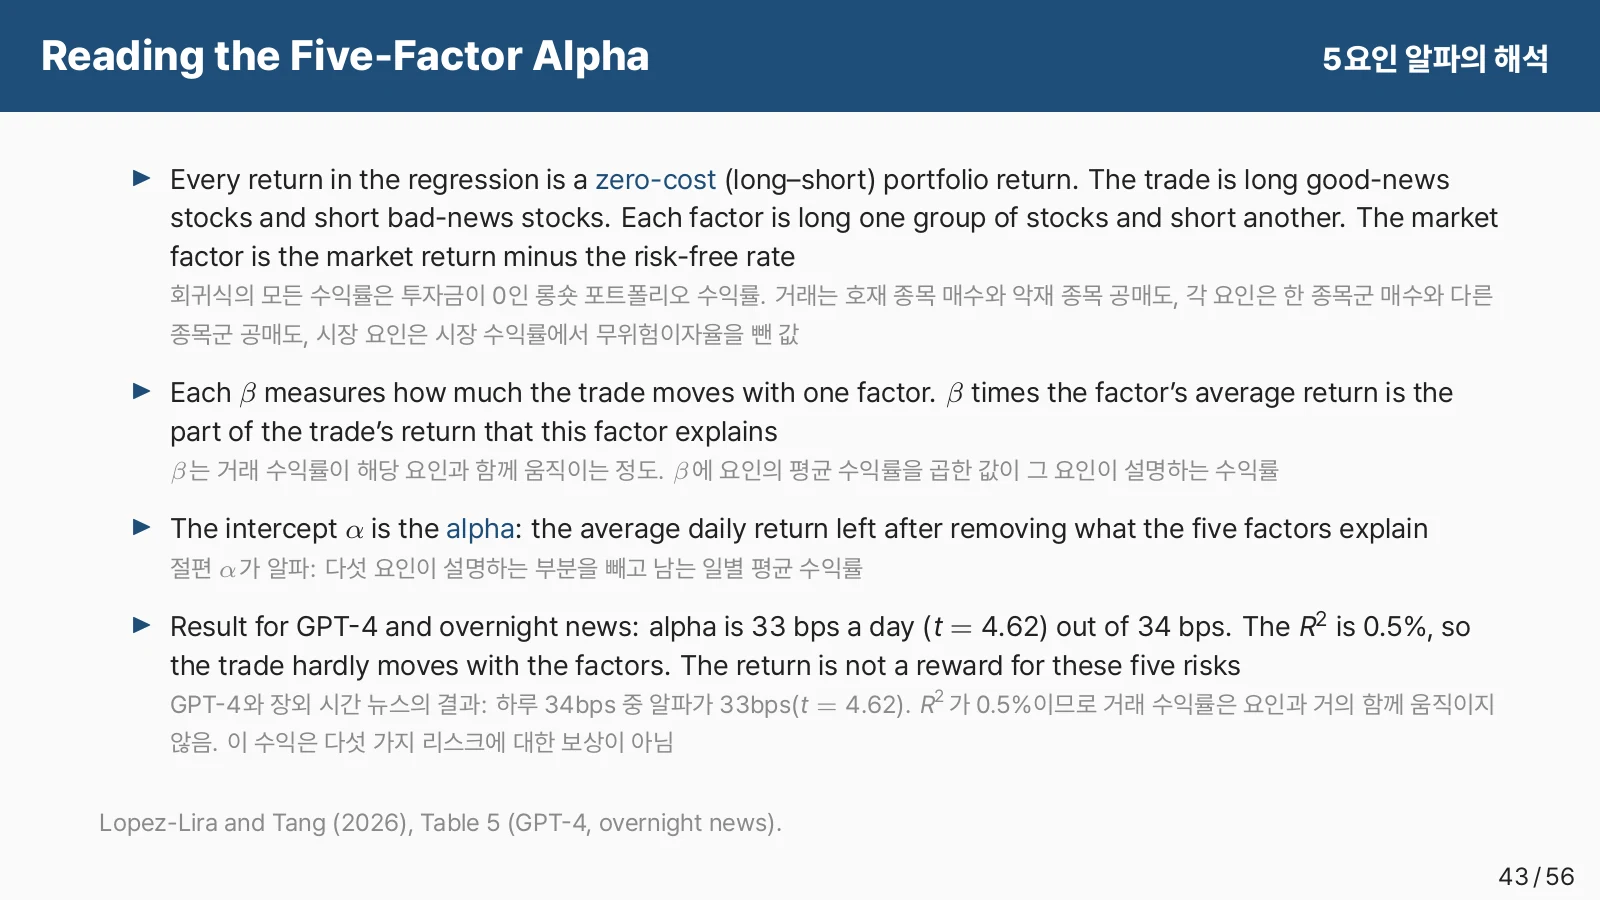 Reading the Five-Factor Alpha
5요인 알파의 해석
▶ Every return in the regression is a zero-cost (long–short) portfolio return. The trade is long good-news
stocks and short bad-news stocks. Each factor is long one group of stocks and short another. The market
factor is the market return minus the risk-free rate
회귀식의 모든 수익률은 투자금이 0인 롱숏 포트폴리오 수익률. 거래는 호재 종목 매수와 악재 종목 공매도, 각 요인은 한 종목군 매수와 다른
종목군 공매도, 시장 요인은 시장 수익률에서 무위험이자율을 뺀 값
▶ Each β measures how much the trade moves with one factor. β times the factor’s average return is the
part of the trade’s return that this factor explains
β는 거래 수익률이 해당 요인과 함께 움직이는 정도. β에 요인의 평균 수익률을 곱한 값이 그 요인이 설명하는 수익률
▶ The intercept α is the alpha: the average daily return left after removing what the five factors explain
절편 α가 알파: 다섯 요인이 설명하는 부분을 빼고 남는 일별 평균 수익률
▶ Result for GPT-4 and overnight news: alpha is 33 bps a day (t = 4.62) out of 34 bps. The R² is 0.5%, so
the trade hardly moves with the factors. The return is not a reward for these five risks
GPT-4와 장외 시간 뉴스의 결과: 하루 34bps 중 알파가 33bps(t = 4.62). R²가 0.5%이므로 거래 수익률은 요인과 거의 함께 움직이지
않음. 이 수익은 다섯 가지 리스크에 대한 보상이 아님
Lopez-Lira and Tang (2026), Table 5 (GPT-4, overnight news).
43 / 56